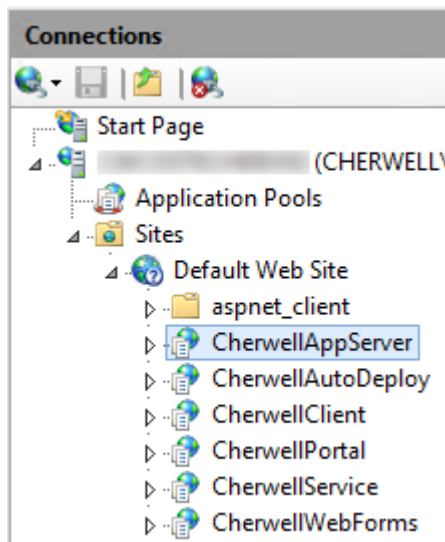 Connections
Start Page
(CHERWELL\
Application Pools
Sites
Default Web Site
aspnet_client
CherwellAppServer
CherwellAutoDeploy
CherwellClient
CherwellPortal
CherwellService
CherwellWebForms